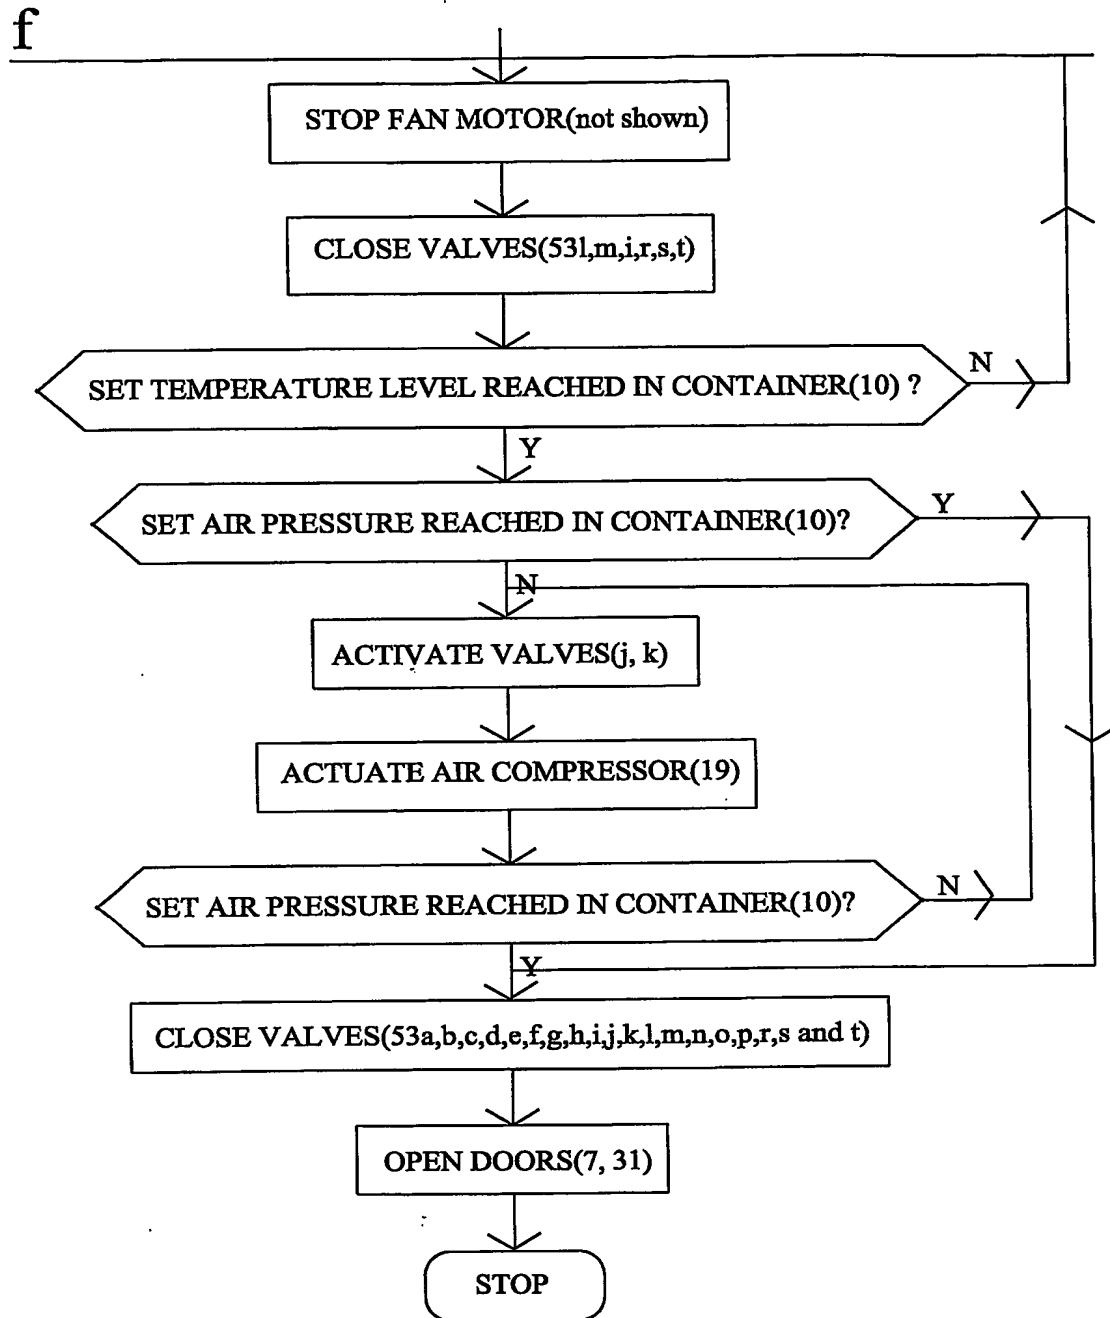 f
STOP FAN MOTOR(not shown)
CLOSE VALVES(53l,m,i,r,s,t)
SET TEMPERATURE LEVEL REACHED IN CONTAINER(10) ?
N
Y
SET AIR PRESSURE REACHED IN CONTAINER(10)?
Y
N
ACTIVATE VALVES(j, k)
ACTUATE AIR COMPRESSOR(19)
SET AIR PRESSURE REACHED IN CONTAINER(10)?
N
Y
CLOSE VALVES(53a,b,c,d,e,f,g,h,i,j,k,l,m,n,o,p,r,s and t)
OPEN DOORS(7, 31)
STOP